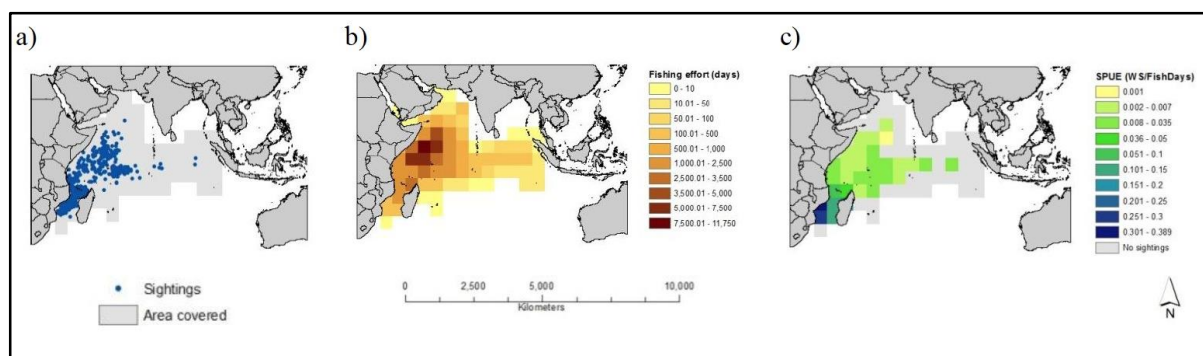 a)
Sightings
Area covered
b)
Fishing effort (days)
0 - 10
10.01 - 50
50.01 - 100
100.01 - 500
500.01 - 1,000
1,000.01 - 2,500
2,500.01 - 3,500
3,500.01 - 5,000
5,000.01 - 7,500
7,500.01 - 11,750
0 2,500 5,000 10,000
Kilometers
c)
SPUE (WS/FishDays)
0.001
0.002 - 0.007
0.008 - 0.035
0.036 - 0.05
0.051 - 0.1
0.101 - 0.15
0.151 - 0.2
0.201 - 0.25
0.251 - 0.3
0.301 - 0.389
No sightings
N